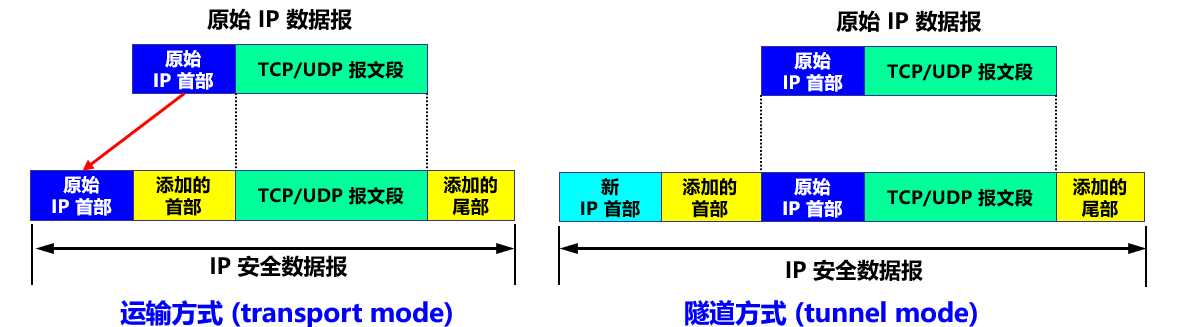 原始 IP 数据报
原始
IP 首部
TCP/UDP 报文段
原始
IP 首部
添加的
首部
TCP/UDP 报文段
添加的
尾部
IP 安全数据报
运输方式 (transport mode)
原始 IP 数据报
原始
IP 首部
TCP/UDP 报文段
新
IP 首部
添加的
首部
原始
IP 首部
TCP/UDP 报文段
添加的
尾部
IP 安全数据报
隧道方式 (tunnel mode)